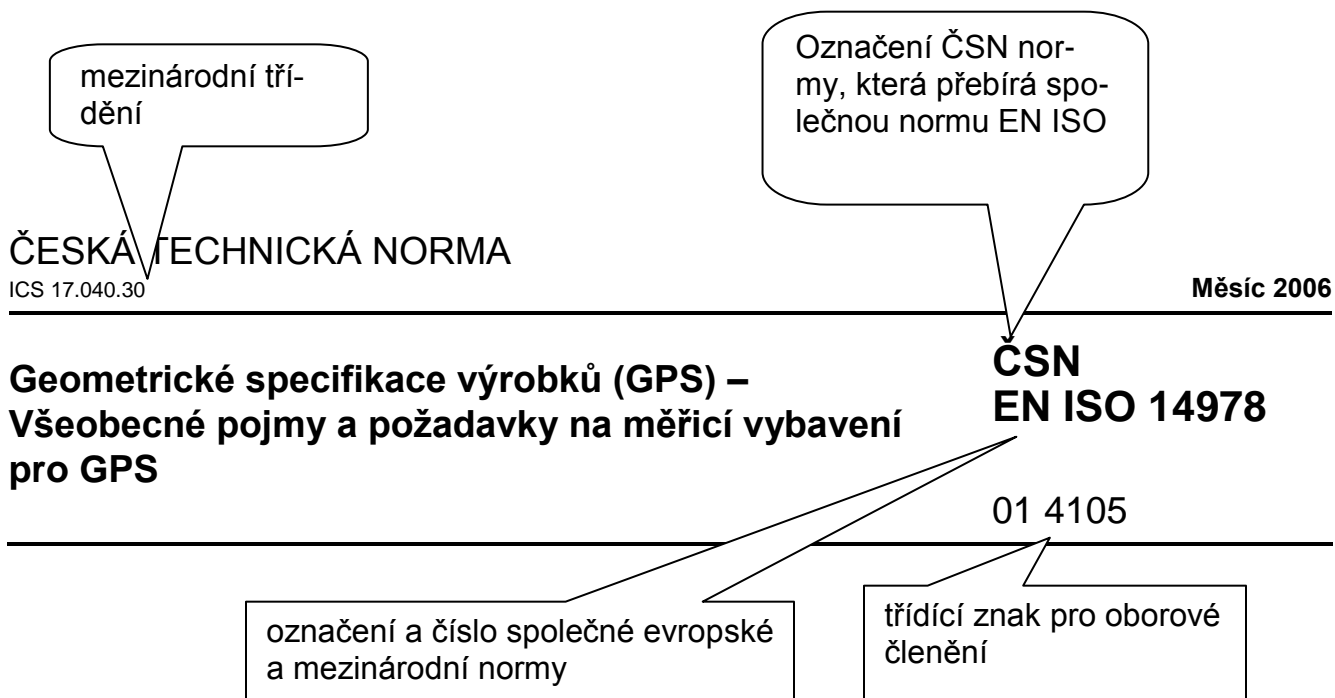 mezinárodní tří-
dění
Označení ČSN nor-
my, která přebírá spo-
lečnou normu EN ISO
ČESKÁ TECHNICKÁ NORMA
ICS 17.040.30
Měsíc 2006
Geometrické specifikace výrobků (GPS) –
Všeobecné pojmy a požadavky na měřicí vybavení
pro GPS
ČSN
EN ISO 14978
01 4105
označení a číslo společné evropské
a mezinárodní normy
třídící znak pro oborové
členění